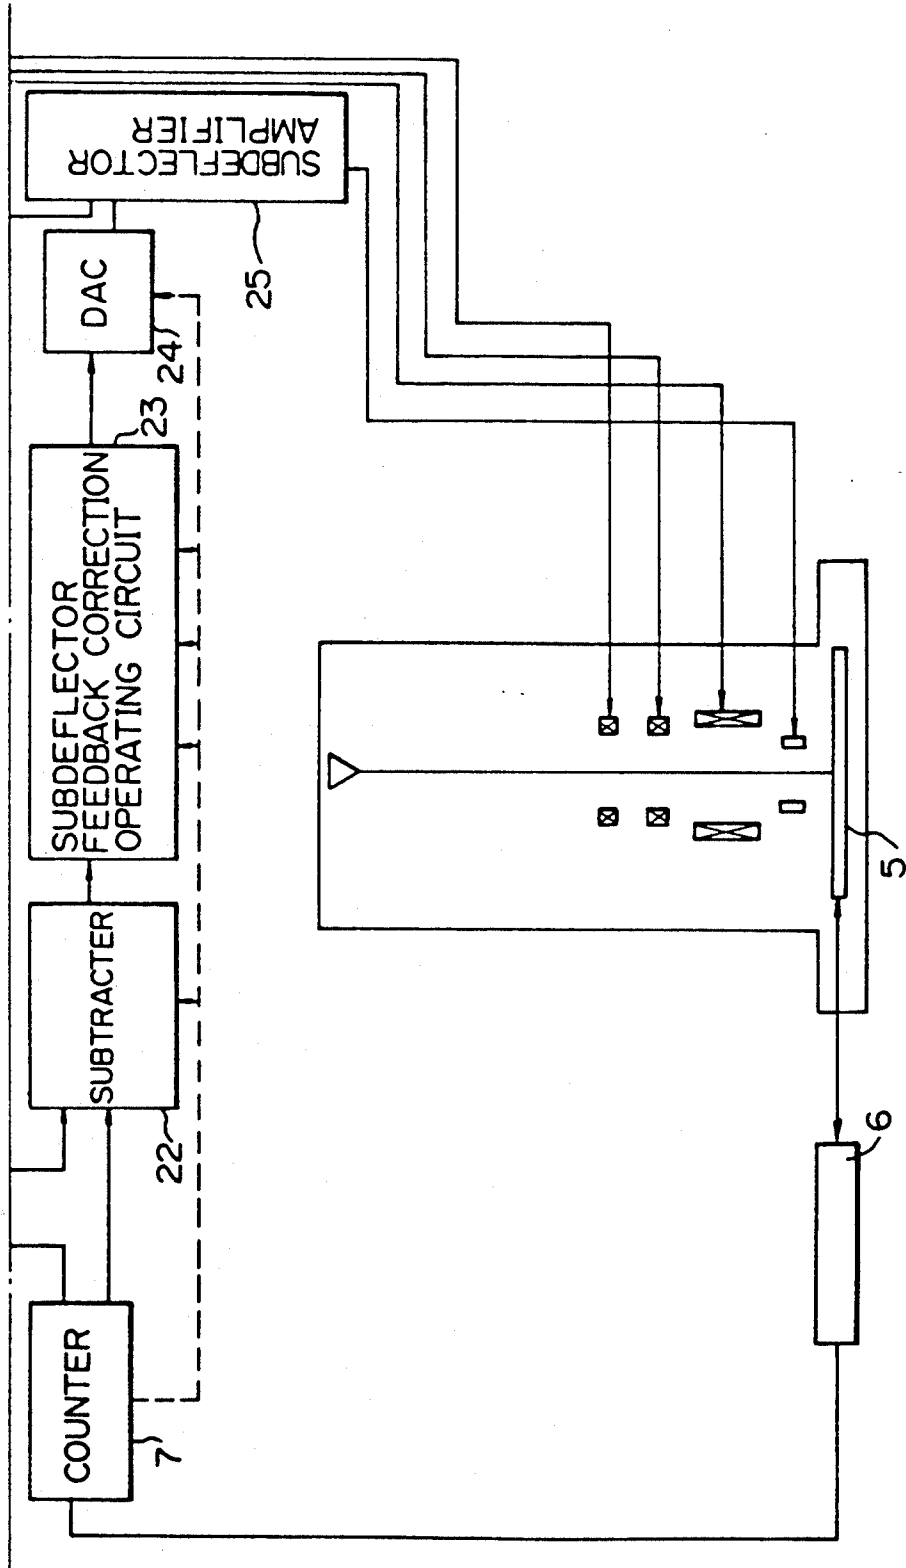 COUNTER
7
SUBTRACTER
22
SUBDEFLECTOR
FEEDBACK CORRECTION
OPERATING CIRCUIT
23
DAC
24
SUBDEFLECTOR
AMPLIFIER
25
6
5